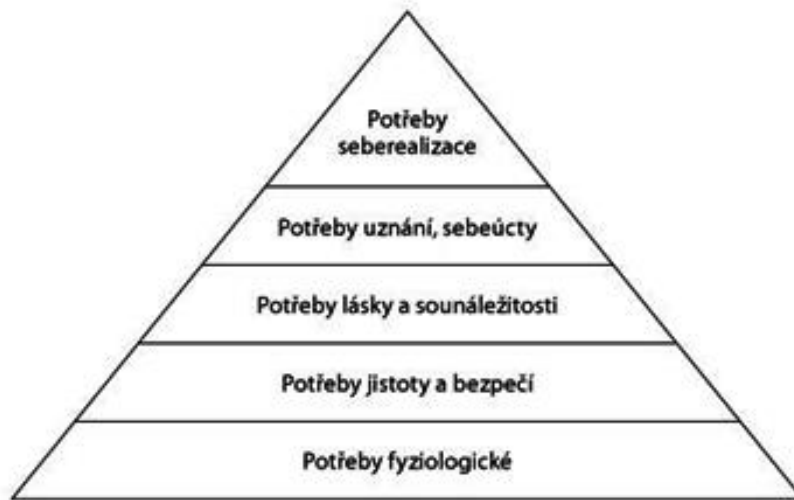 Potřeby
seberealizace
Potřeby uznání, sebeúcty
Potřeby lásky a sounáležitosti
Potřeby jistoty a bezpečí
Potřeby fyziologické